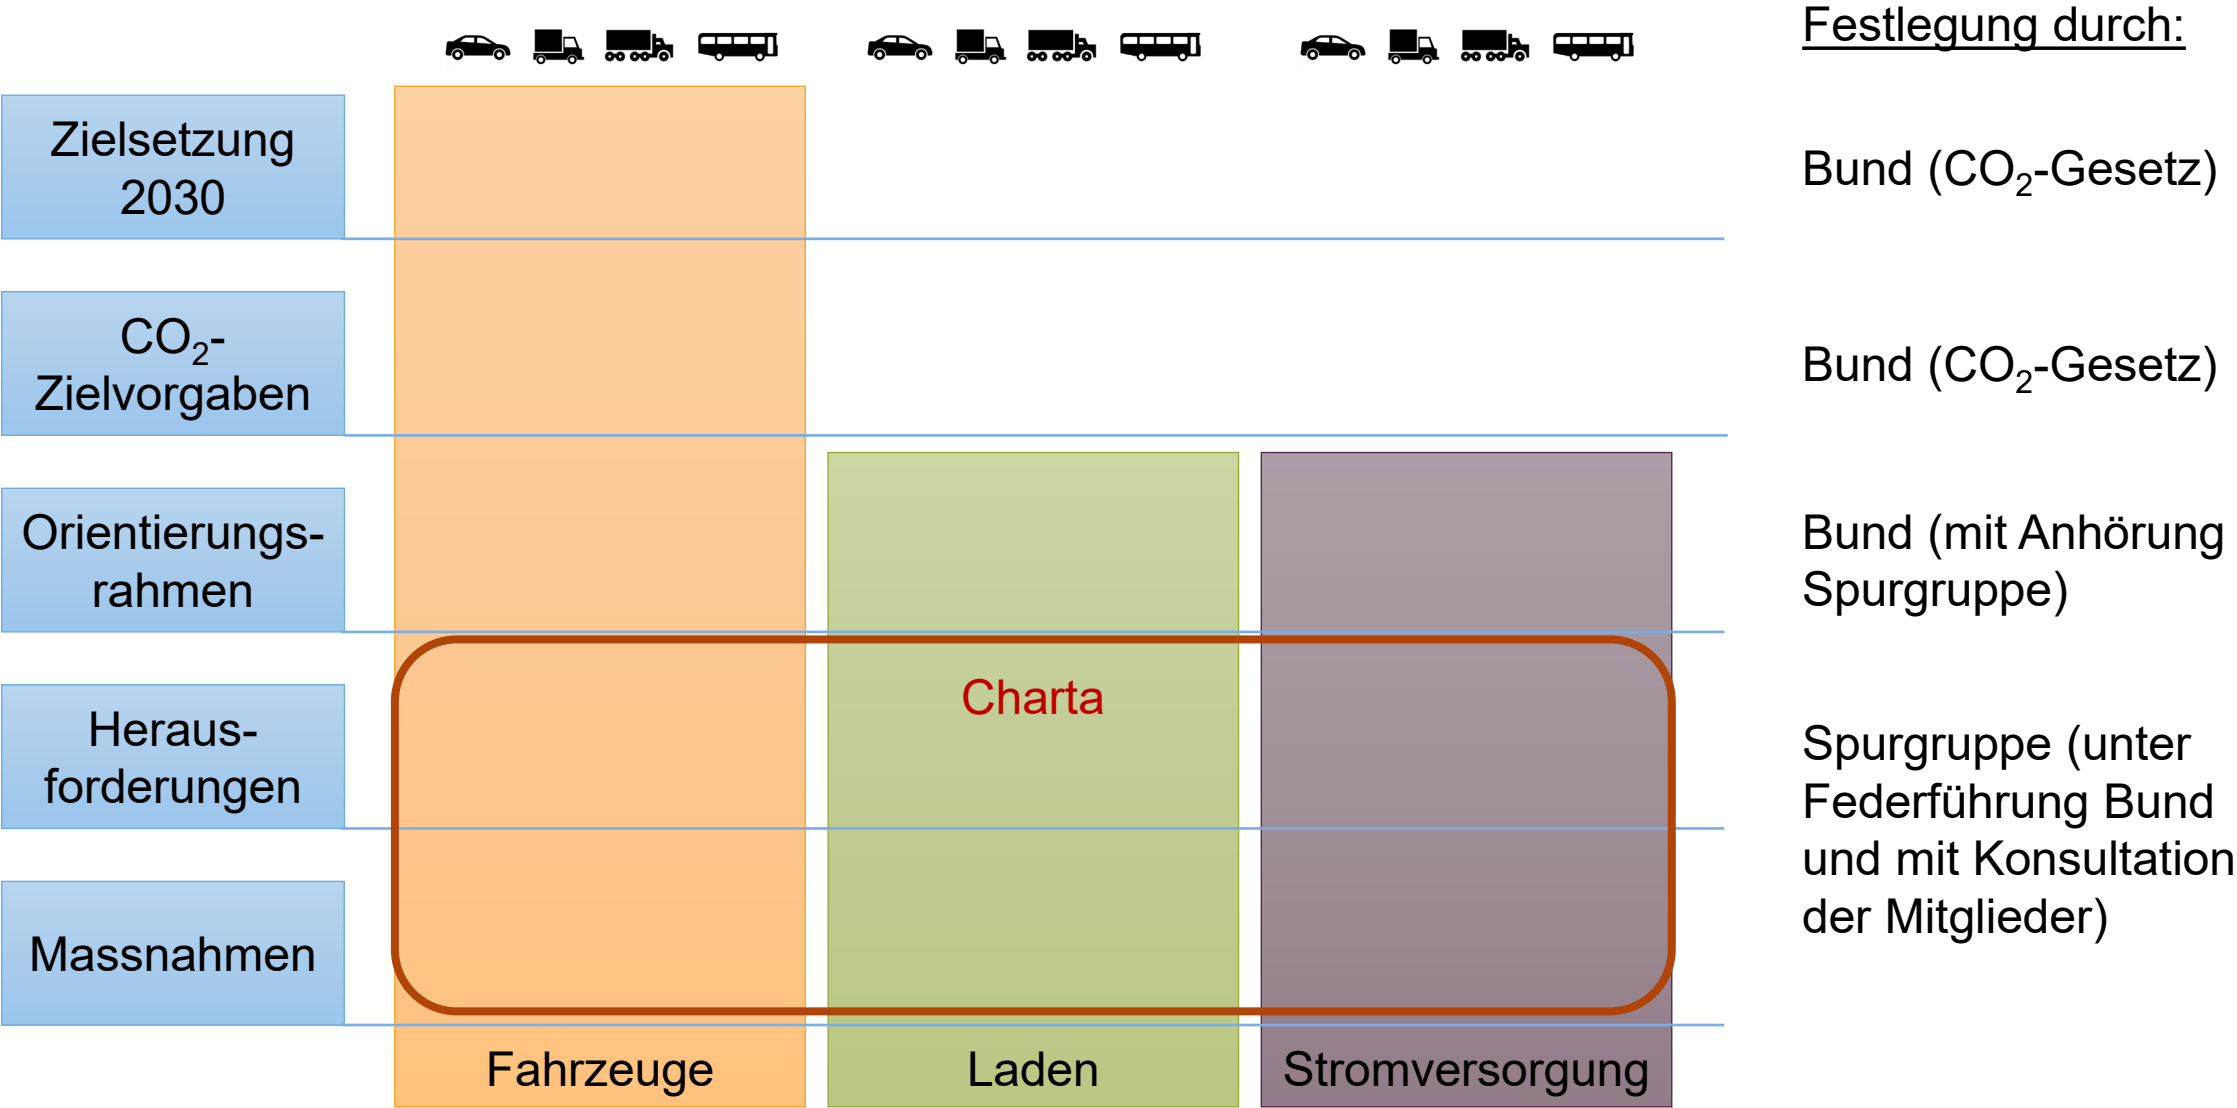 Festlegung durch:
Zielsetzung
2030
Bund (CO₂-Gesetz)
CO₂-
Zielvorgaben
Bund (CO₂-Gesetz)
Orientierungs-
rahmen
Bund (mit Anhörung
Spurgruppe)
Charta
Heraus-
forderungen
Spurgruppe (unter
Federführung Bund
und mit Konsultation
der Mitglieder)
Massnahmen
Fahrzeuge
Laden
Stromversorgung